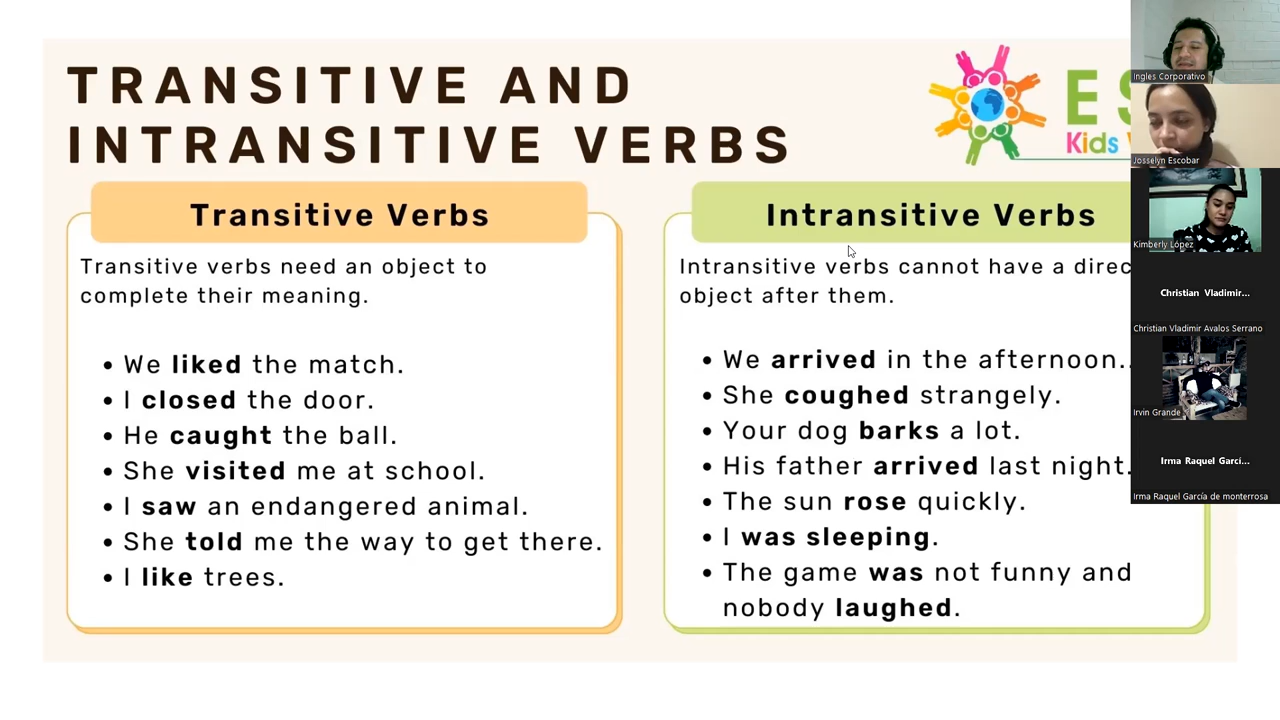 TRANSITIVE AND
INTRANSITIVE VERBS
Transitive Verbs
Transitive verbs need an object to
complete their meaning.
• We liked the match.
• I closed the door.
• He caught the ball.
• She visited me at school.
• I saw an endangered animal.
• She told me the way to get there.
• I like trees.
E
Kids
Intransitive Verbs
Intransitive verbs cannot have a direc
object after them.
• We arrived in the afternoon..
• She coughed strangely.
• Your dog barks a lot.
• His father arrived last night.
• The sun rose quickly.
• I was sleeping.
• The game was not funny and
nobody laughed.
Ingles Corporativo
Josselyn Escobar
Kimberly López
Christian Vladimir...
Christian Vladimir Avalos Serrano
Irvin Grande
Irma Raquel Garcí...
Irma Raquel García de monterrosa